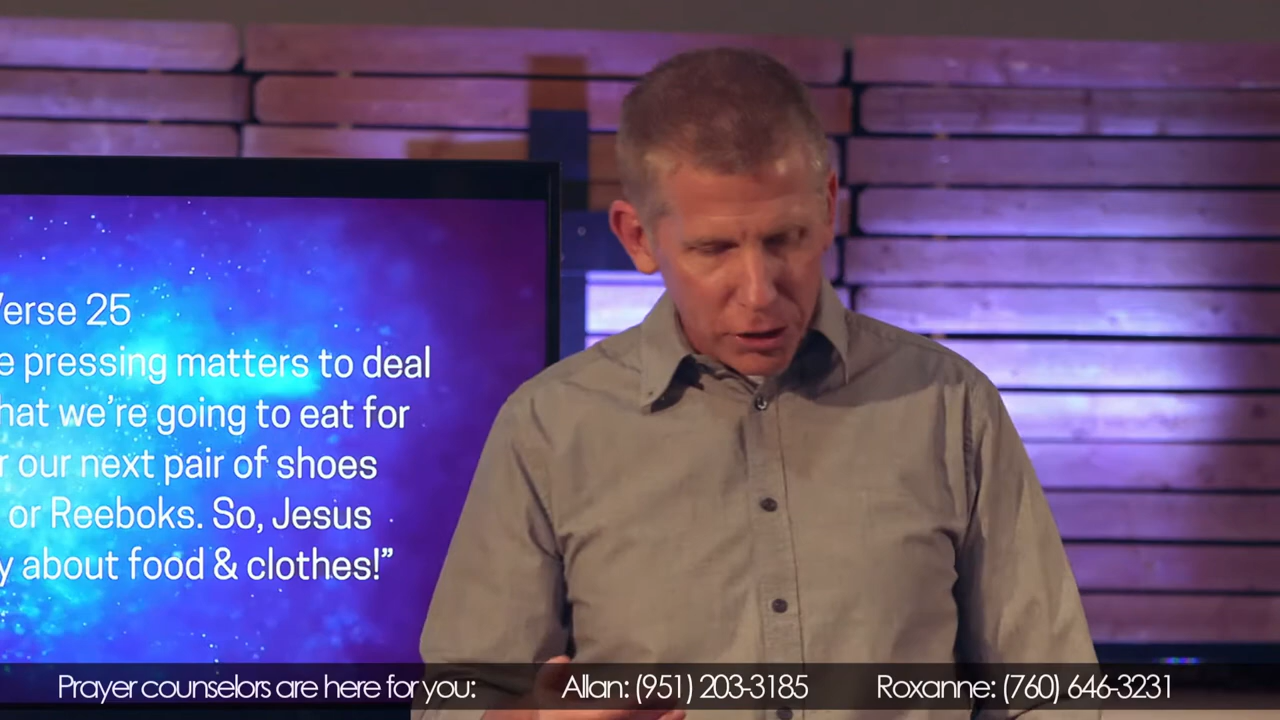 Verse 25
e pressing matters to deal
hat we're going to eat for
r our next pair of shoes
or Reeboks. So, Jesus
y about food & clothes!”
Prayer counselors are here for you: Allan: (951) 203-3185 Roxanne: (760) 646-3231